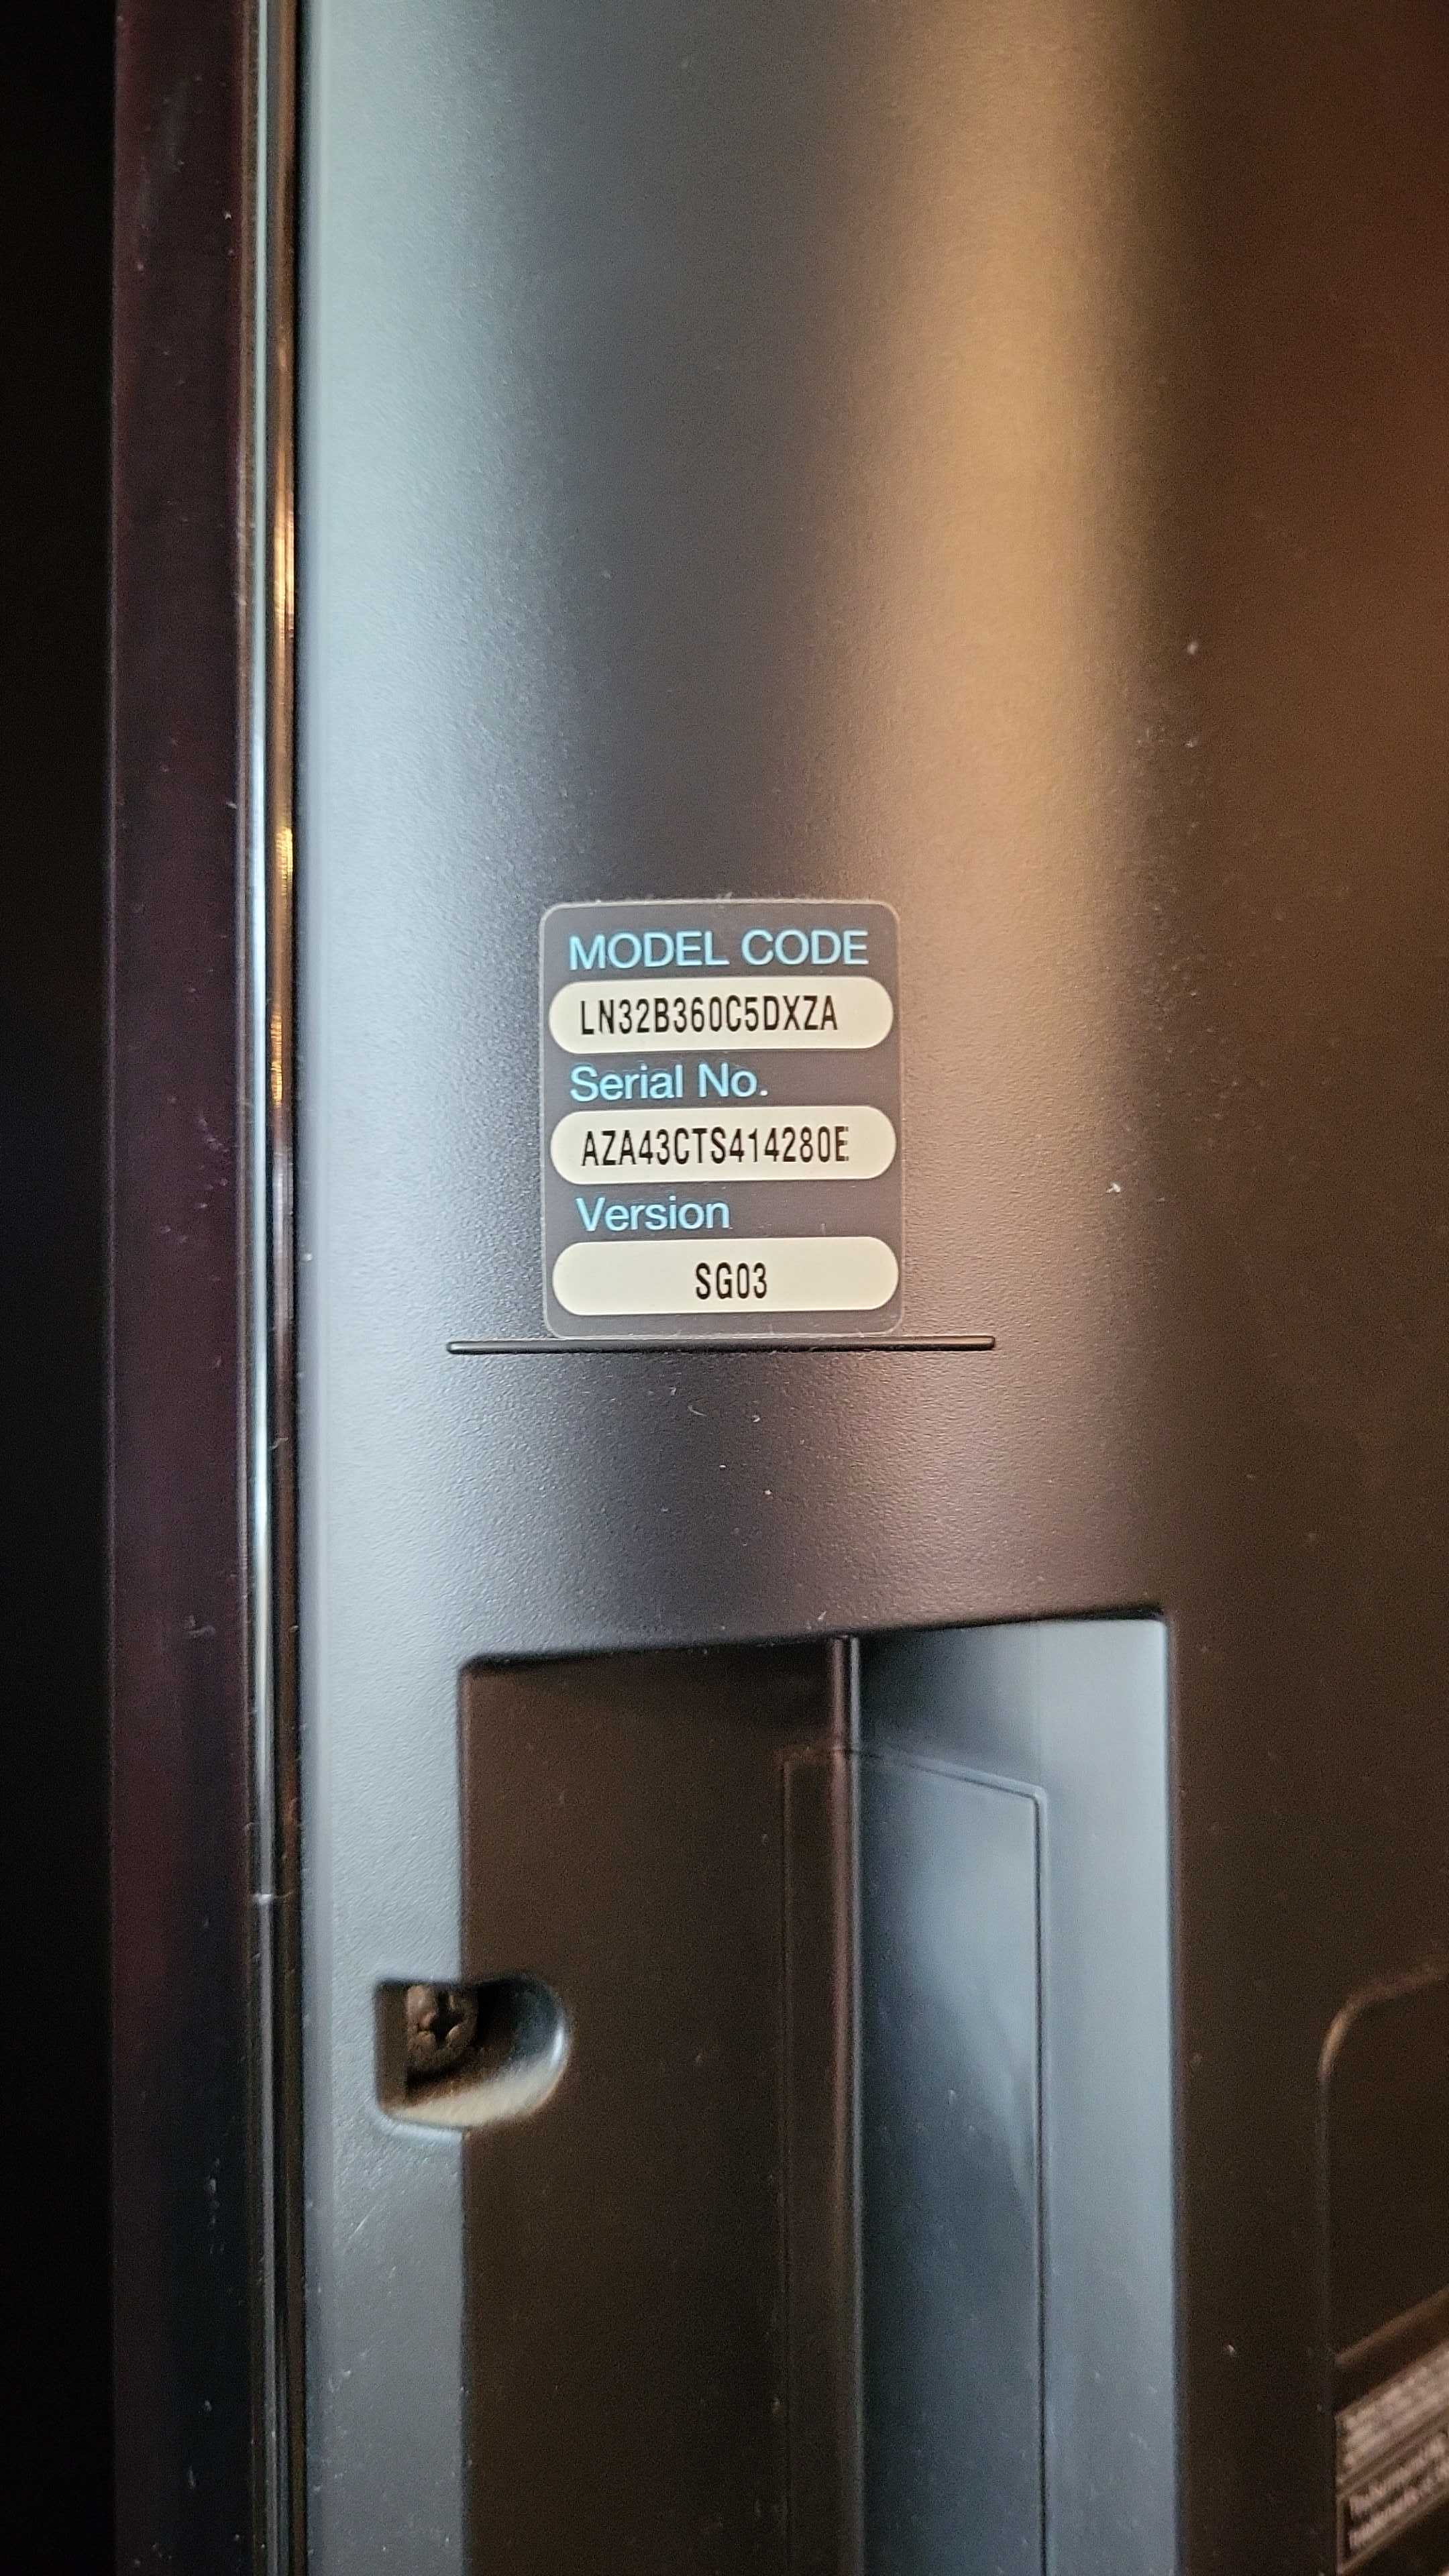 MODEL CODE
LN32B360C5DXZA
Serial No.
AZA43CTS414280E
Version
SG03